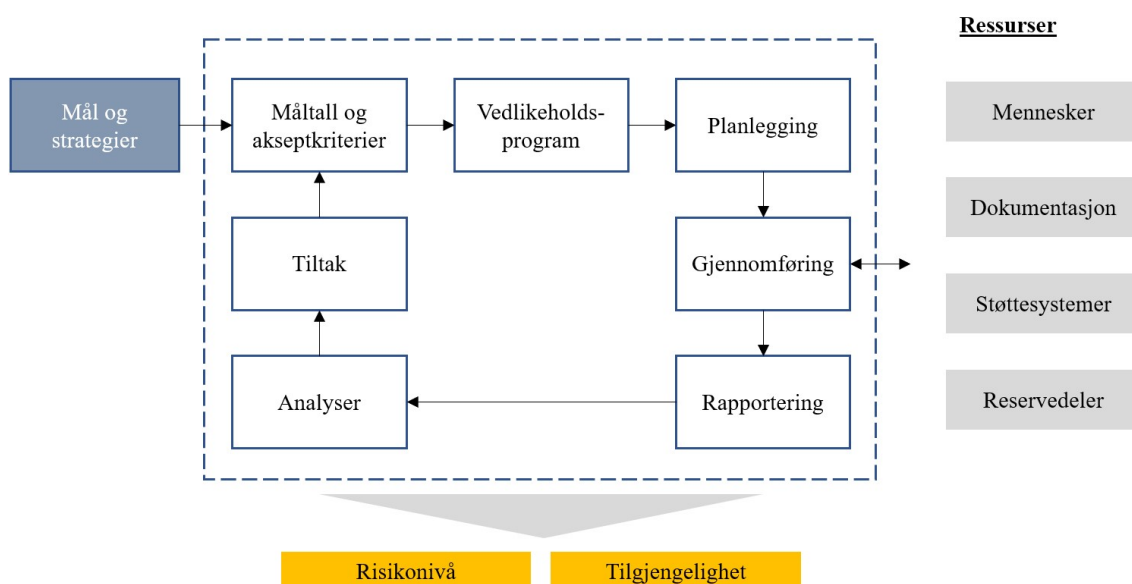 Ressurser
Mål og
strategier
Måltall og
akseptkriterier
Vedlikeholds-
program
Planlegging
Mennesker
Tiltak
Gjennomføring
Dokumentasjon
Støttesystemer
Analyser
Rapportering
Reservedeler
Risikonivå
Tilgjengelighet